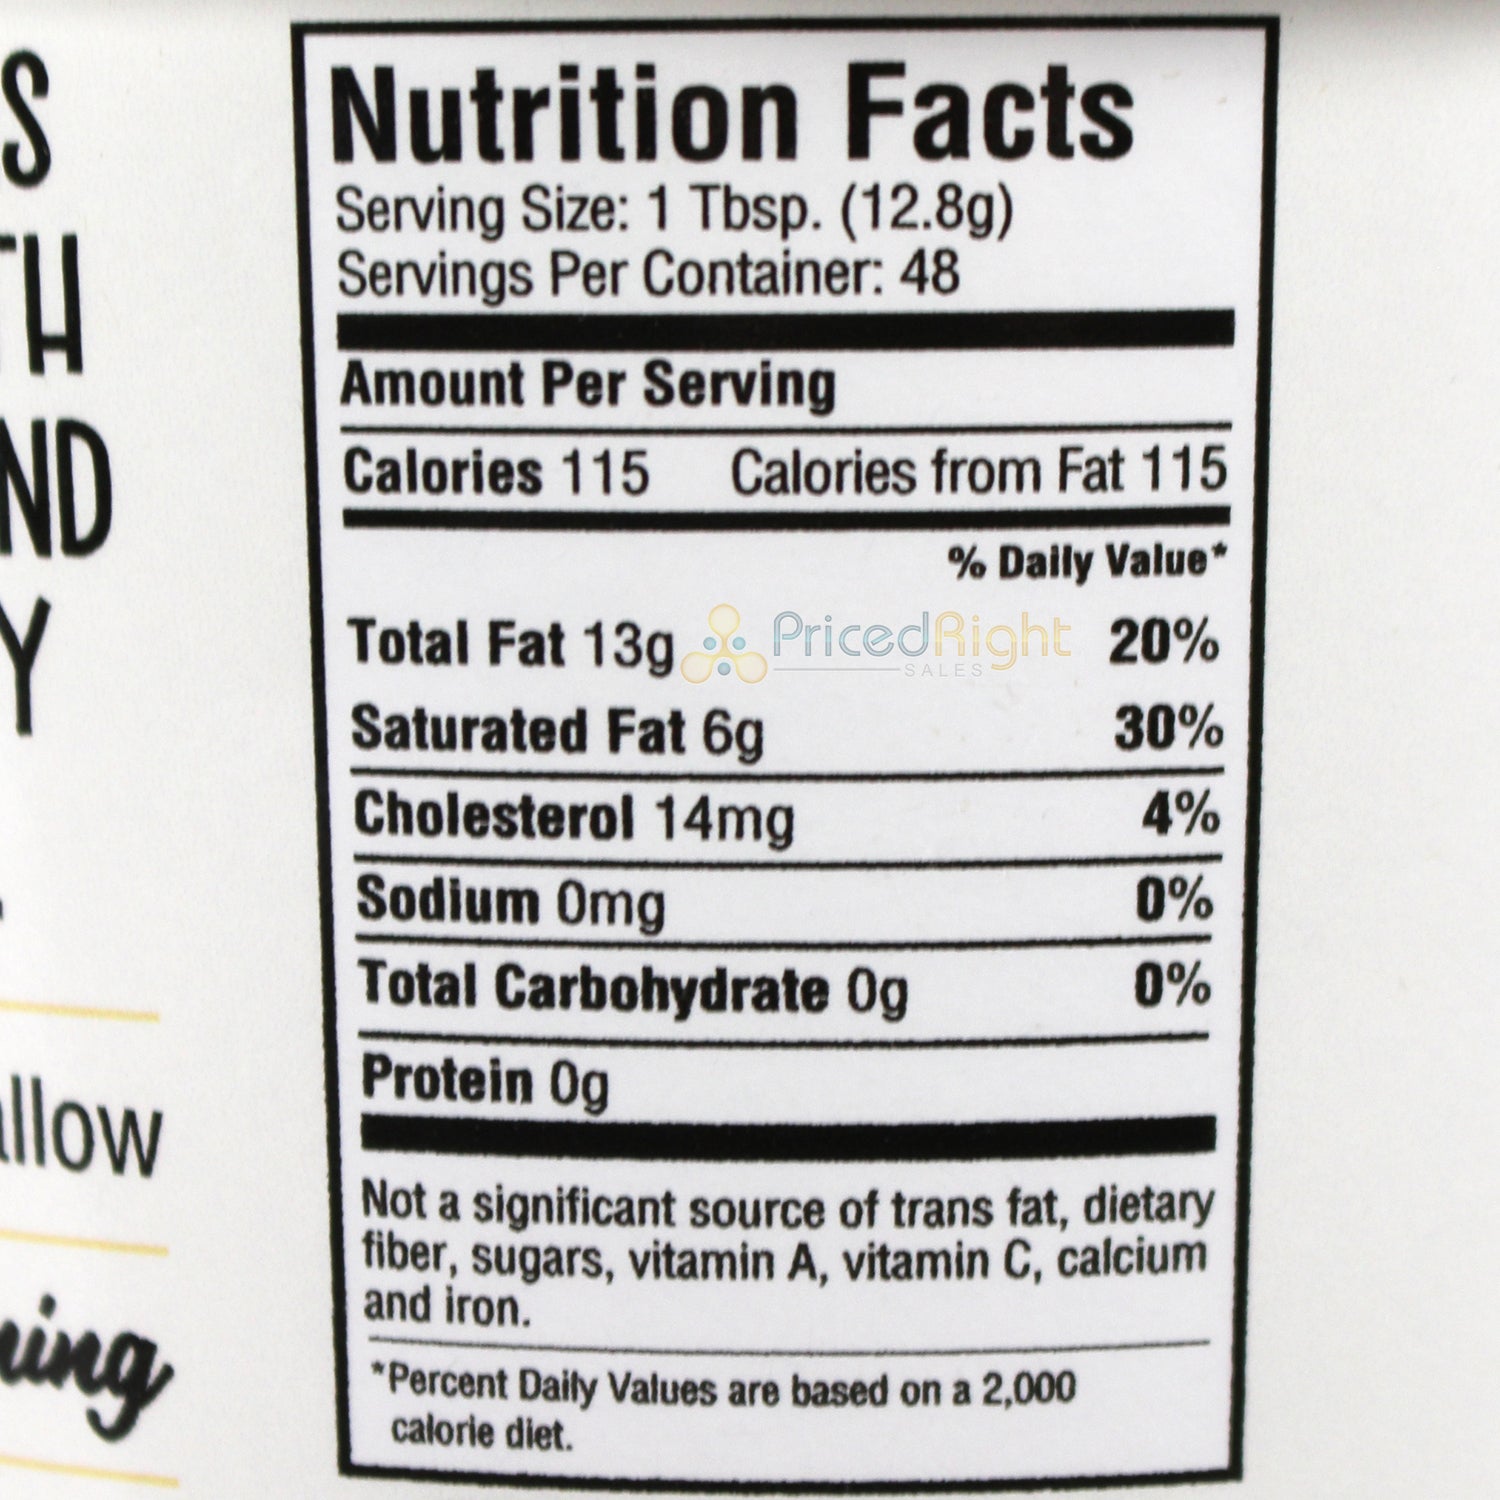 S
TH
ND
Y
allow
ning
Nutrition Facts
Serving Size: 1 Tbsp. (12.8g)
Servings Per Container: 48
Amount Per Serving
Calories 115 Calories from Fat 115
% Daily Value*
Total Fat 13g 20%
PricedRight
SALES
Saturated Fat 6g 30%
Cholesterol 14mg 4%
Sodium 0mg 0%
Total Carbohydrate 0g 0%
Protein 0g
Not a significant source of trans fat, dietary
fiber, sugars, vitamin A, vitamin C, calcium
and iron.
*Percent Daily Values are based on a 2,000
calorie diet.